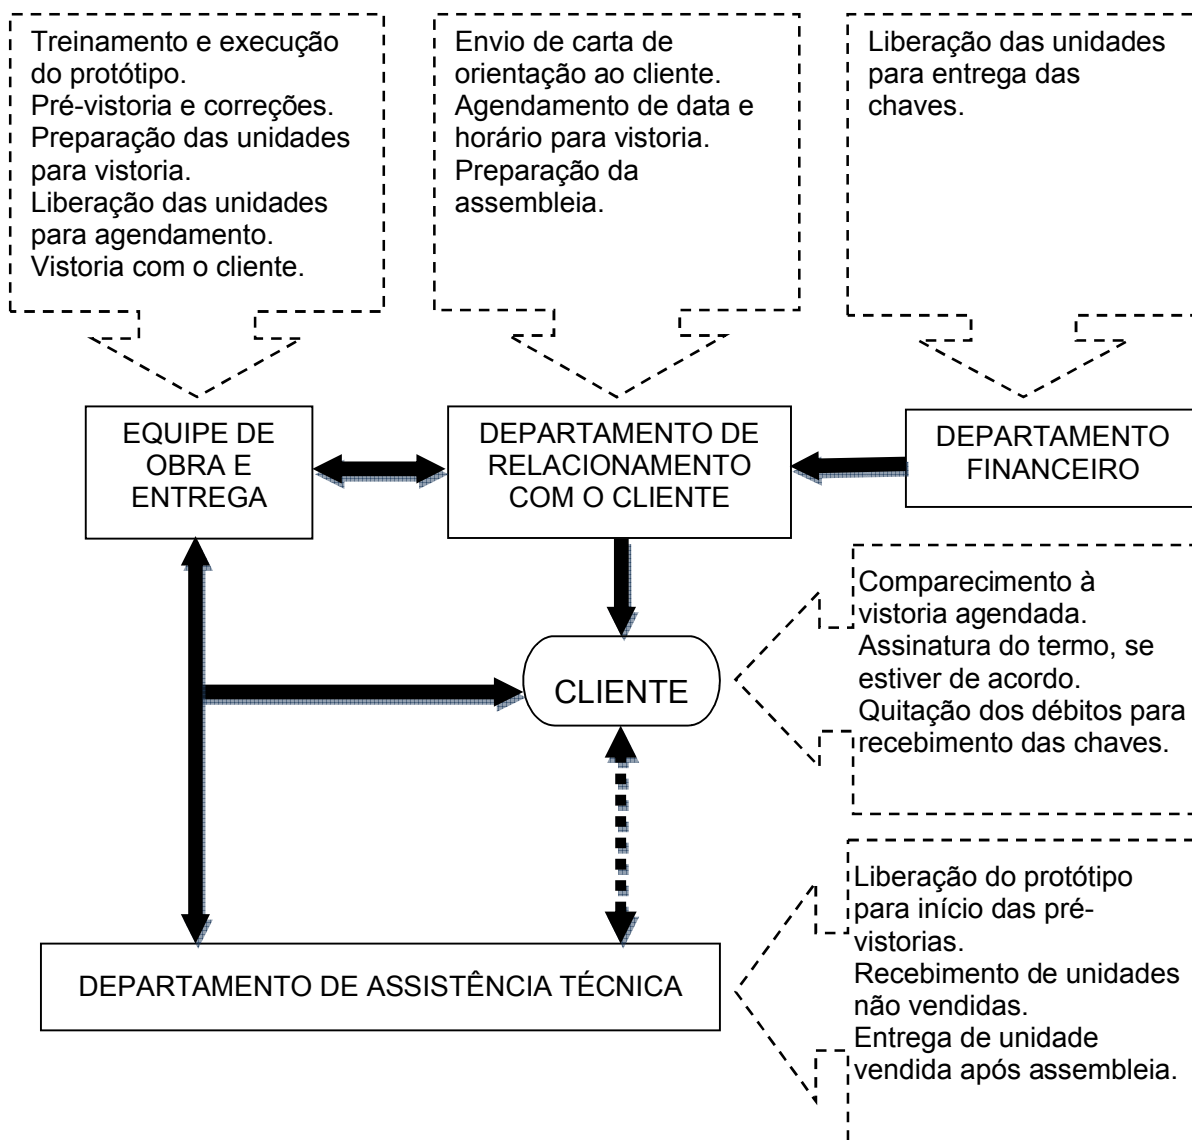 Treinamento e execução
do protótipo.
Pré-vistoria e correções.
Preparação das unidades
para vistoria.
Liberação das unidades
para agendamento.
Vistoria com o cliente.
Envio de carta de
orientação ao cliente.
Agendamento de data e
horário para vistoria.
Preparação da
assembleia.
Liberação das unidades
para entrega das
chaves.
EQUIPE DE
OBRA E
ENTREGA
DEPARTAMENTO DE
RELACIONAMENTO
COM O CLIENTE
DEPARTAMENTO
FINANCEIRO
Comparecimento à
vistoria agendada.
Assinatura do termo, se
estiver de acordo.
Quitação dos débitos para
recebimento das chaves.
CLIENTE
Liberação do protótipo
para início das pré-
vistorias.
Recebimento de unidades
não vendidas.
Entrega de unidade
vendida após assembleia.
DEPARTAMENTO DE ASSISTÊNCIA TÉCNICA